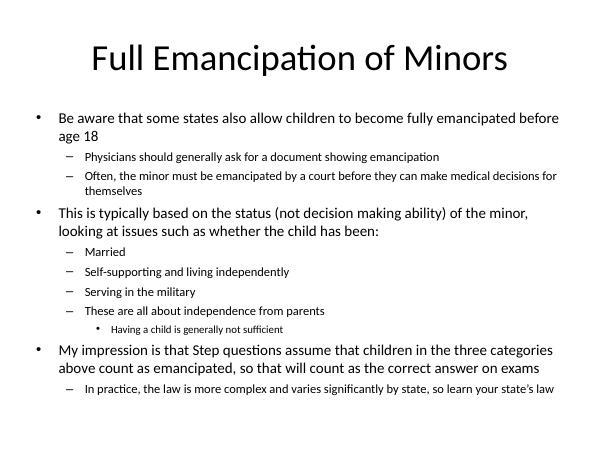 Full Emancipation of Minors
• Be aware that some states also allow children to become fully emancipated before
age 18
– Physicians should generally ask for a document showing emancipation
– Often, the minor must be emancipated by a court before they can make medical decisions for
themselves
• This is typically based on the status (not decision making ability) of the minor,
looking at issues such as whether the child has been:
– Married
– Self-supporting and living independently
– Serving in the military
– These are all about independence from parents
• Having a child is generally not sufficient
• My impression is that Step questions assume that children in the three categories
above count as emancipated, so that will count as the correct answer on exams
– In practice, the law is more complex and varies significantly by state, so learn your state’s law